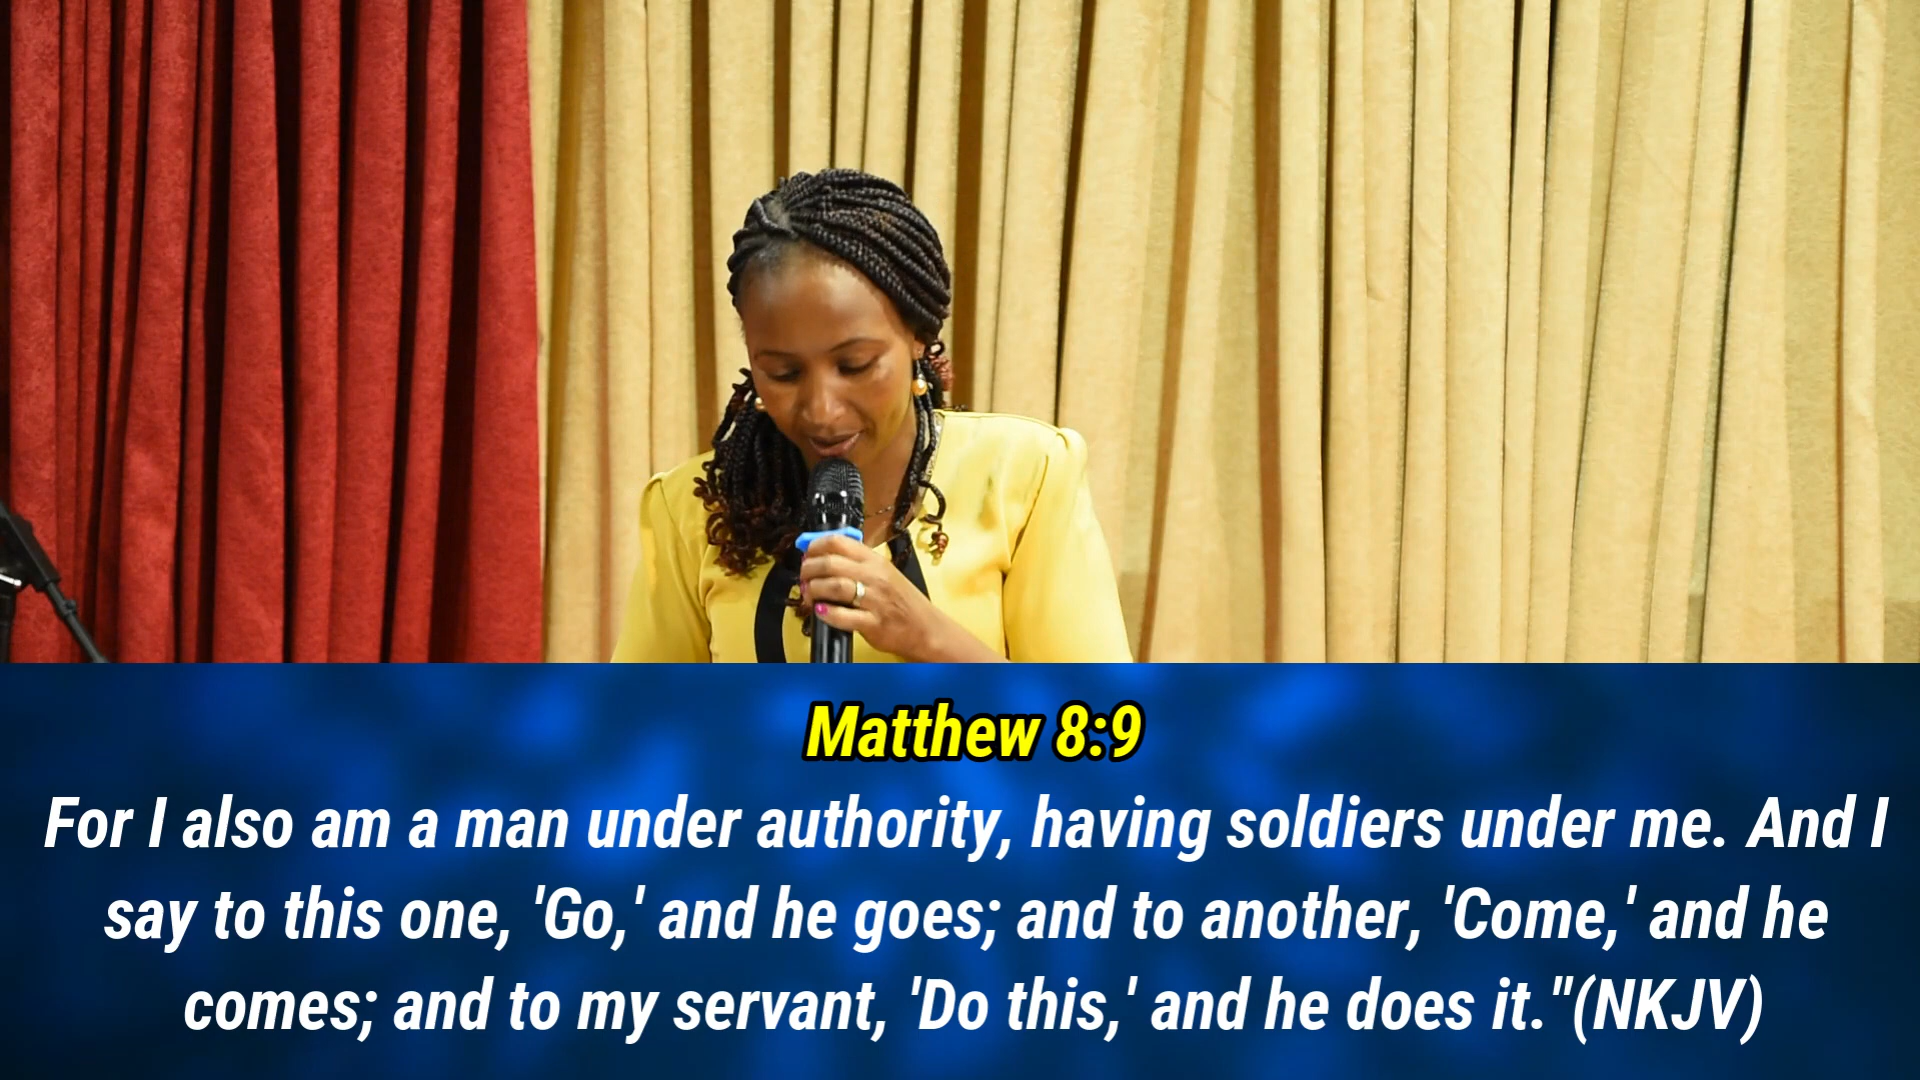 Matthew 8:9
For I also am a man under authority, having soldiers under me. And I
say to this one, 'Go,' and he goes; and to another, 'Come,' and he
comes; and to my servant, 'Do this,' and he does it."(NKJV)